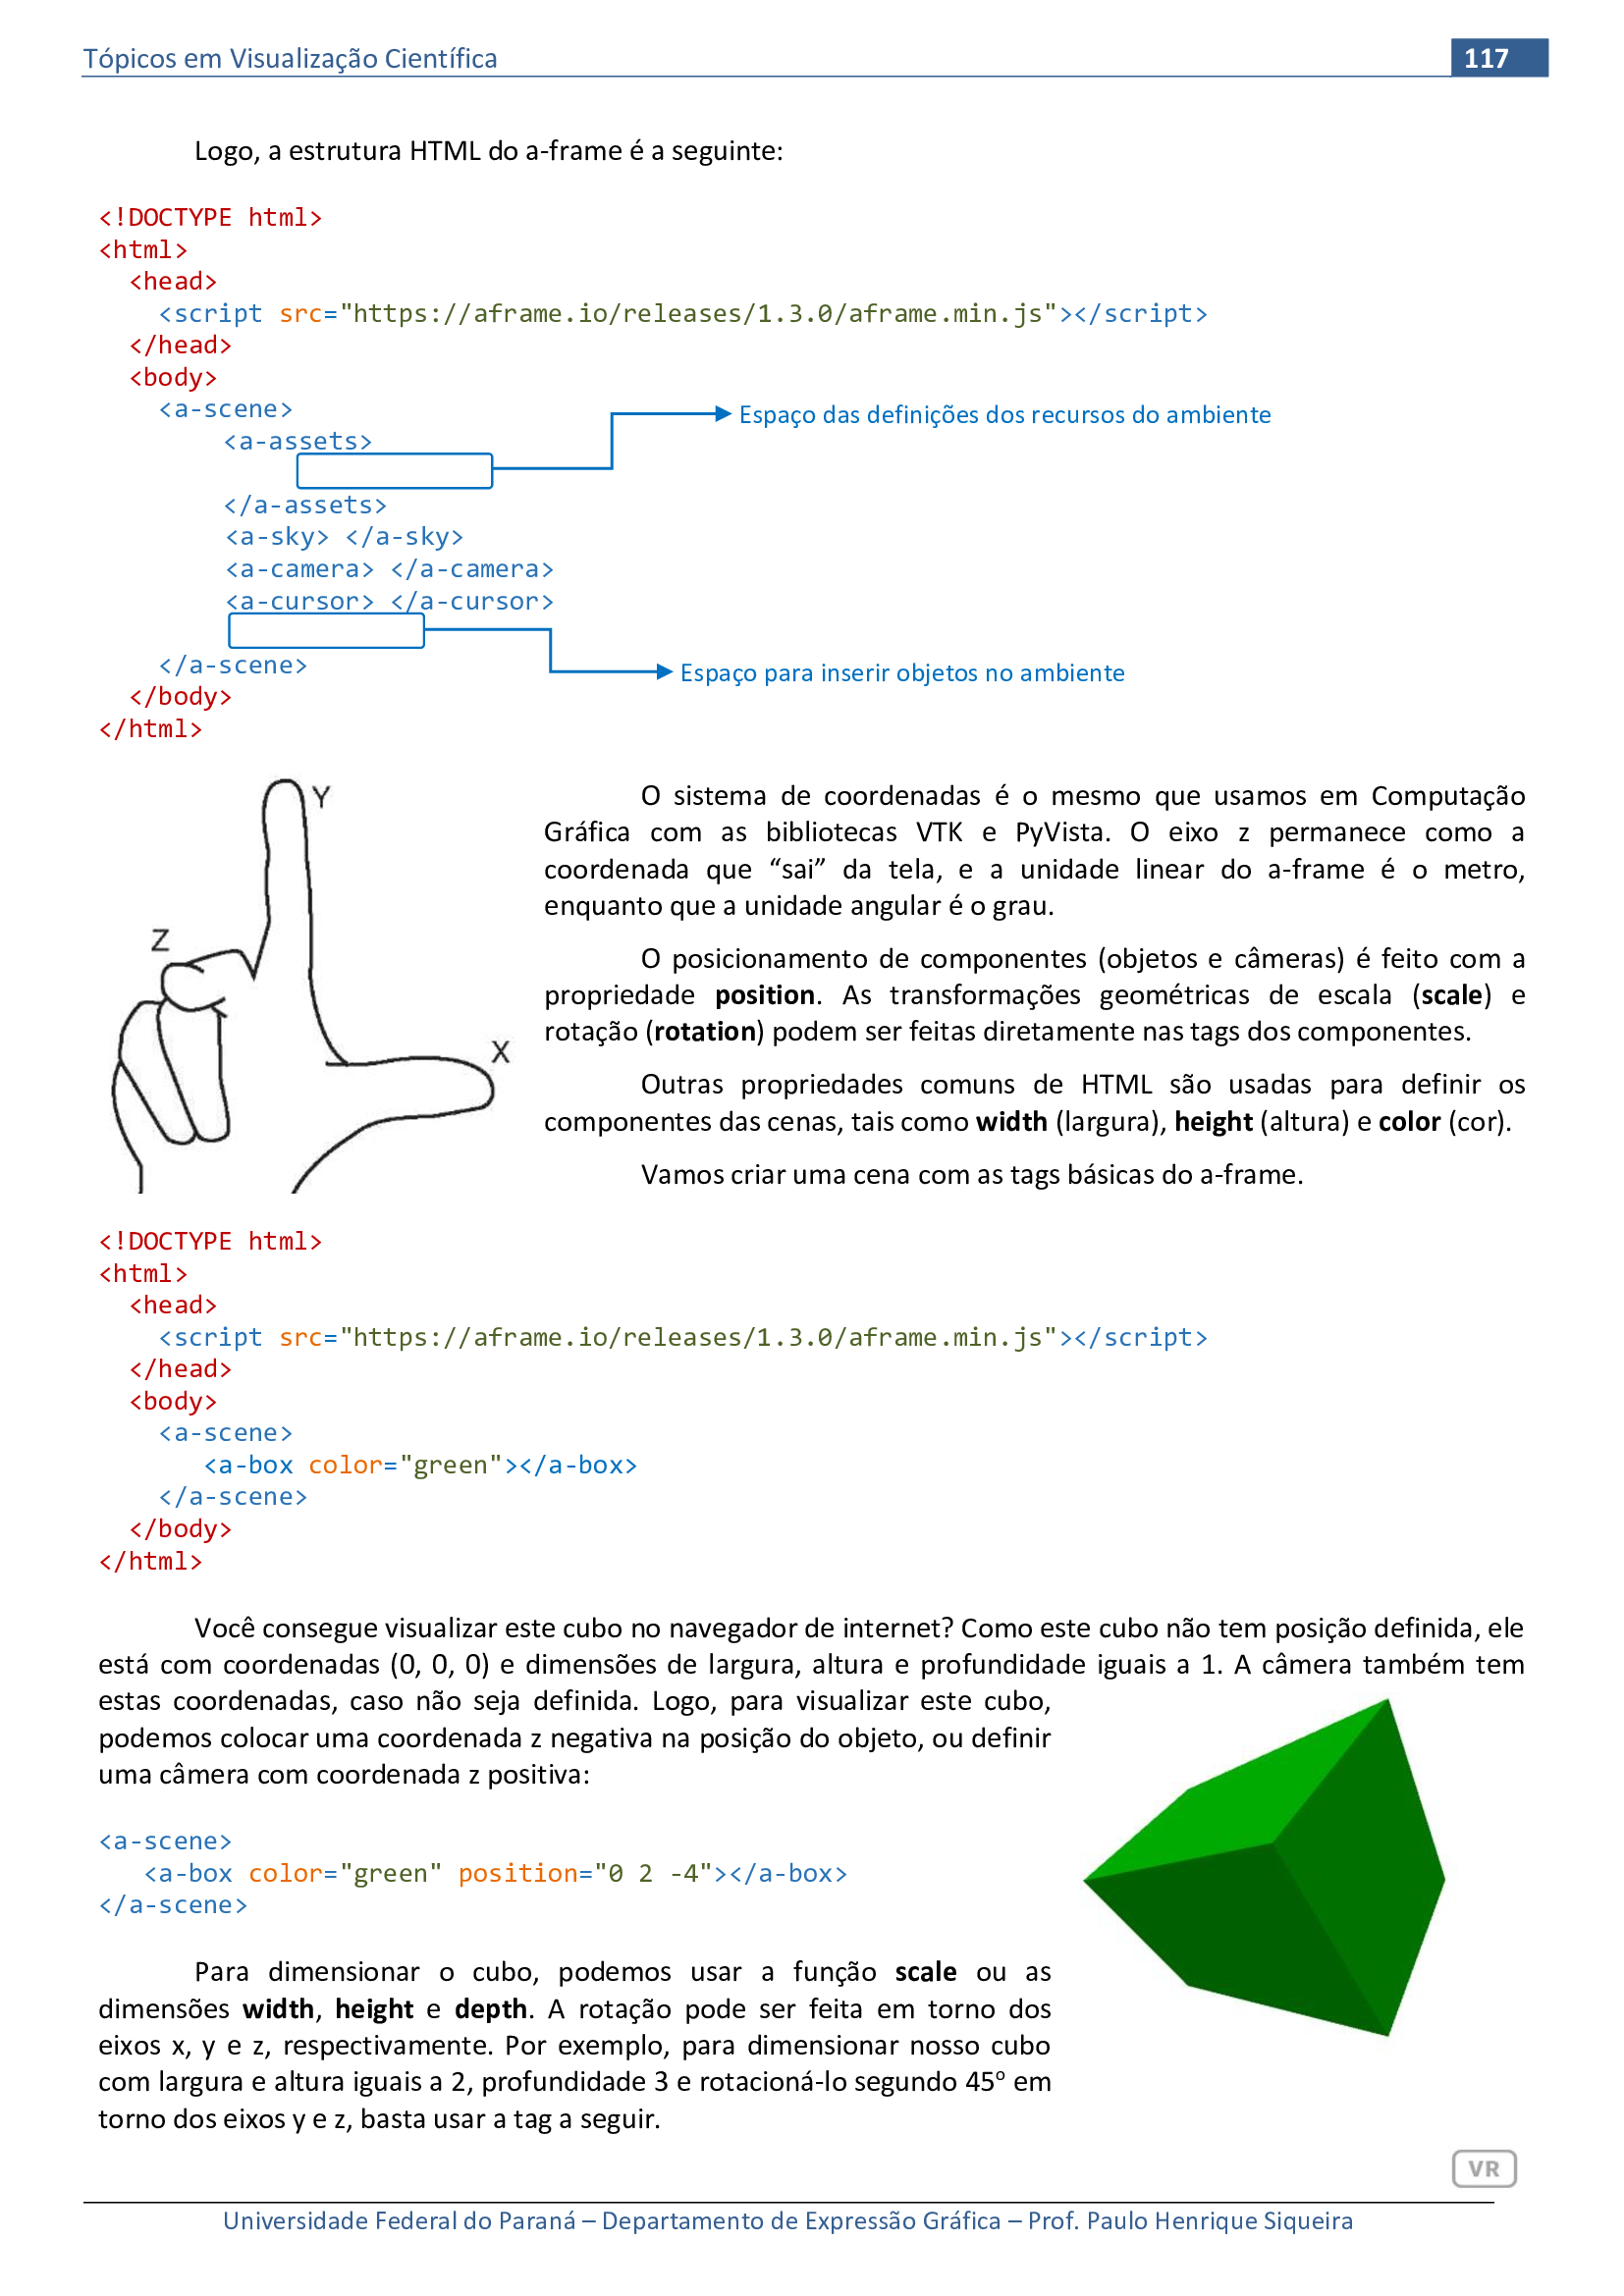 Tópicos em Visualização Científica
117
Logo, a estrutura HTML do a-frame é a seguinte:
<!DOCTYPE html>
<html>
<head>
<script src="https://aframe.io/releases/1.3.0/aframe.min.js"></script>
</head>
<body>
<a-scene>
Espaço das definições dos recursos do ambiente
<a-assets>
</a-assets>
<a-sky> </a-sky>
<a-camera> </a-camera>
<a-cursor> </a-cursor>
</a-scene>
Espaço para inserir objetos no ambiente
</body>
</html>
Y
Z
X
O sistema de coordenadas é o mesmo que usamos em Computação
Gráfica com as bibliotecas VTK e PyVista. O eixo z permanece como a
coordenada que “sai” da tela, e a unidade linear do a-frame é o metro,
enquanto que a unidade angular é o grau.
O posicionamento de componentes (objetos e câmeras) é feito com a
propriedade position. As transformações geométricas de escala (scale) e
rotação (rotation) podem ser feitas diretamente nas tags dos componentes.
Outras propriedades comuns de HTML são usadas para definir os
componentes das cenas, tais como width (largura), height (altura) e color (cor).
Vamos criar uma cena com as tags básicas do a-frame.
<!DOCTYPE html>
<html>
<head>
<script src="https://aframe.io/releases/1.3.0/aframe.min.js"></script>
</head>
<body>
<a-scene>
<a-box color="green"></a-box>
</a-scene>
</body>
</html>
Você consegue visualizar este cubo no navegador de internet? Como este cubo não tem posição definida, ele
está com coordenadas (0, 0, 0) e dimensões de largura, altura e profundidade iguais a 1. A câmera também tem
estas coordenadas, caso não seja definida. Logo, para visualizar este cubo,
podemos colocar uma coordenada z negativa na posição do objeto, ou definir
uma câmera com coordenada z positiva:
<a-scene>
<a-box color="green" position="0 2 -4"></a-box>
</a-scene>
Para dimensionar o cubo, podemos usar a função scale ou as
dimensões width, height e depth. A rotação pode ser feita em torno dos
eixos x, y e z, respectivamente. Por exemplo, para dimensionar nosso cubo
com largura e altura iguais a 2, profundidade 3 e rotacioná-lo segundo 45º em
torno dos eixos y e z, basta usar a tag a seguir.
VR
Universidade Federal do Paraná – Departamento de Expressão Gráfica – Prof. Paulo Henrique Siqueira